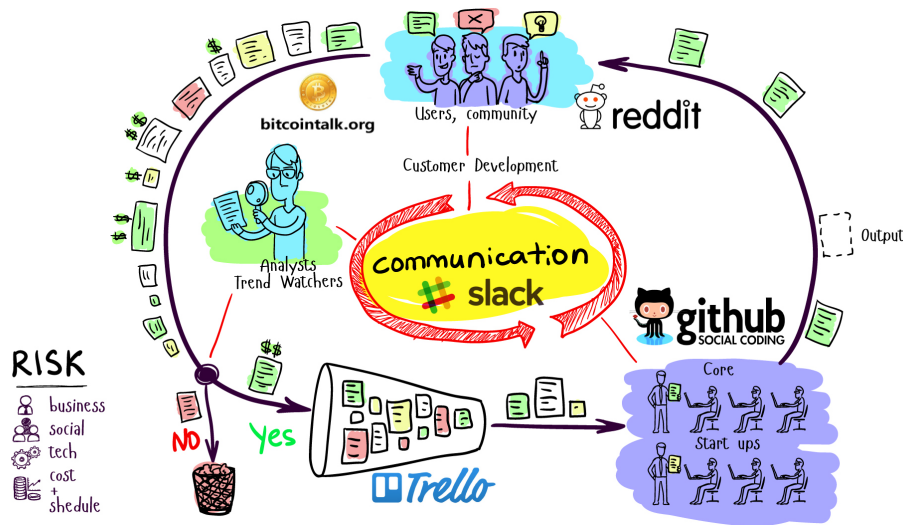 $
$$
$
$
bitcointalk.org
Users, community
reddit
Customer Development
Analysts
Trend Watchers
communication
slack
Output
github
SOCIAL CODING
Core
Start ups
$$
NO
Yes
Trello
RISK
business
social
tech
cost
+
shedule